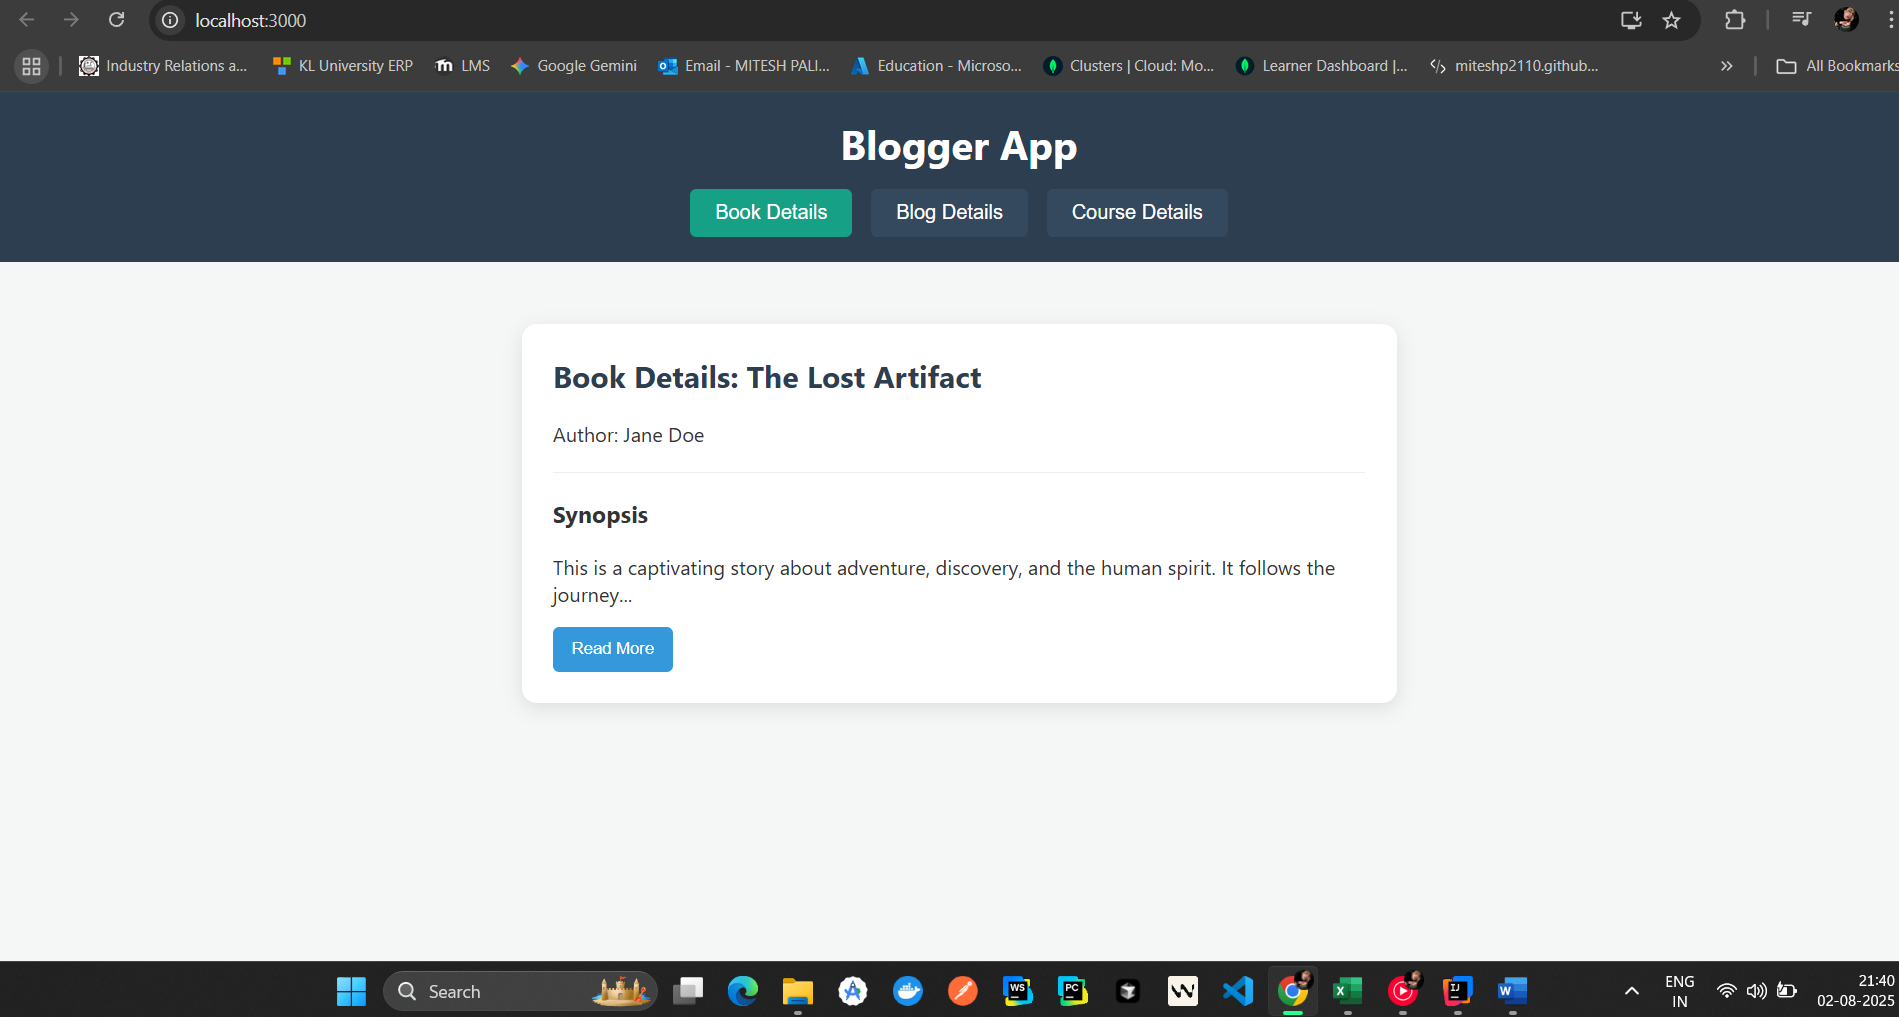 localhost:3000
Industry Relations a... KL University ERP LMS Google Gemini Email - MITESH PALI... Education - Microso... Clusters | Cloud: Mo... Learner Dashboard |... miteshp2110.github... » All Bookmarks
Blogger App
Book Details Blog Details Course Details
Book Details: The Lost Artifact
Author: Jane Doe
Synopsis
This is a captivating story about adventure, discovery, and the human spirit. It follows the
journey...
Read More
Search
WS
PC
IJ
ENG
IN
21:40
02-08-2025